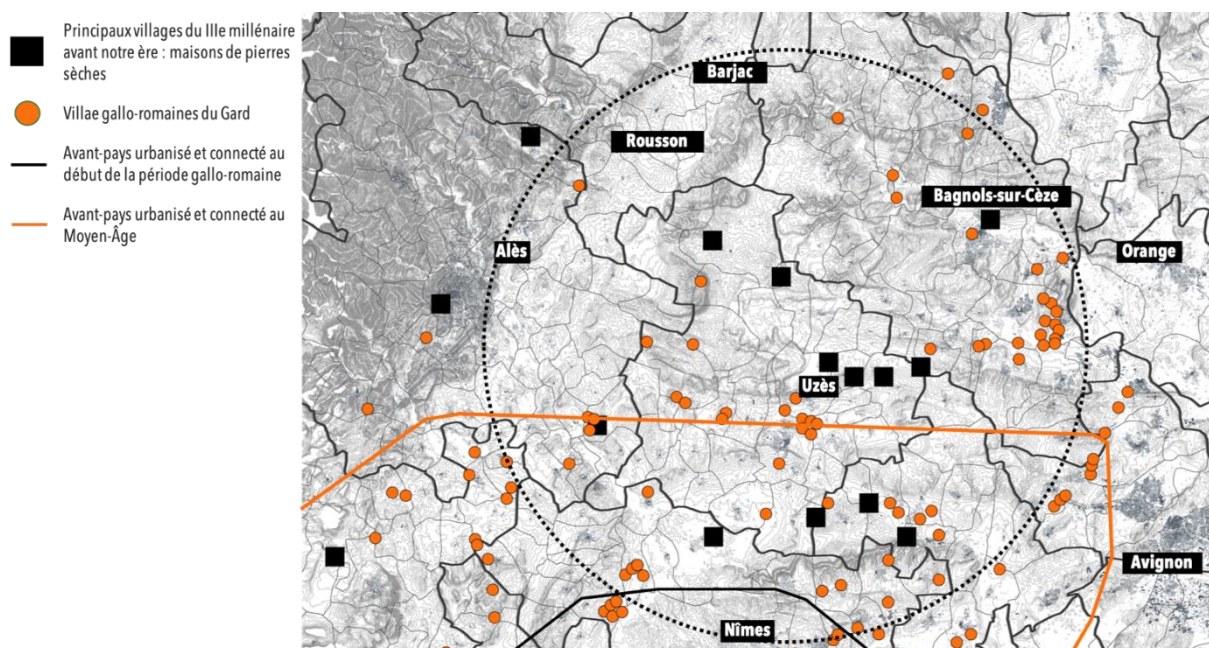 Principaux villages du IIIe millénaire
avant notre ère : maisons de pierres
sèches
Villae gallo-romaines du Gard
Avant-pays urbanisé et connecté au
début de la période gallo-romaine
Avant-pays urbanisé et connecté au
Moyen-Âge
Barjac
Rousson
Bagnols-sur-Cèze
Alès
Orange
Uzès
Avignon
Nîmes